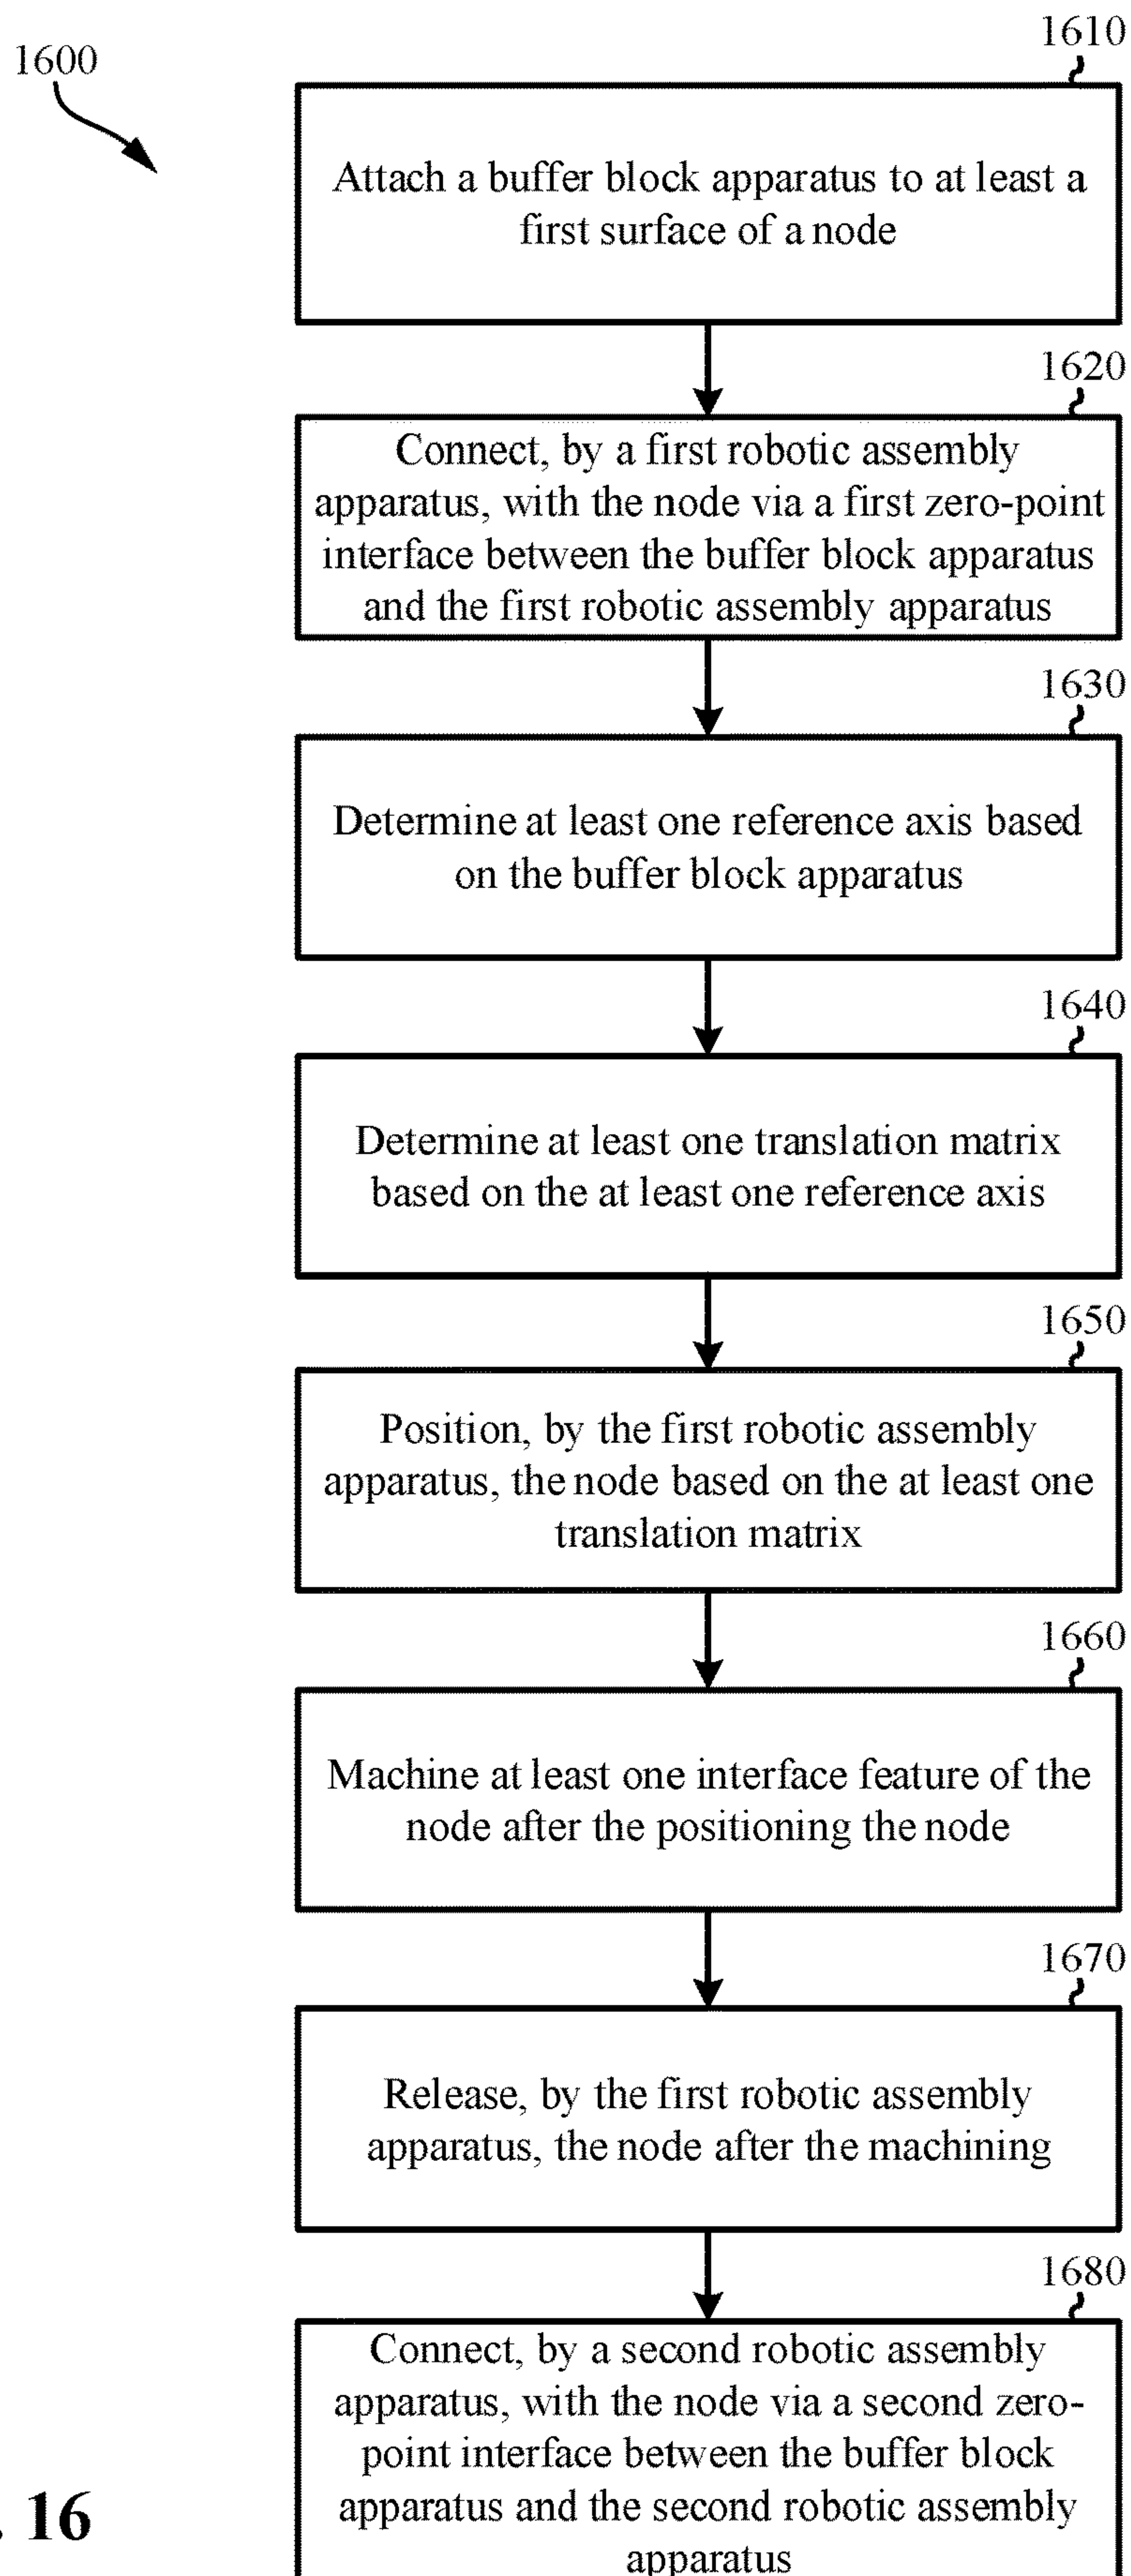 1600
1610
Attach a buffer block apparatus to at least a
first surface of a node
1620
Connect, by a first robotic assembly
apparatus, with the node via a first zero-point
interface between the buffer block apparatus
and the first robotic assembly apparatus
1630
Determine at least one reference axis based
on the buffer block apparatus
1640
Determine at least one translation matrix
based on the at least one reference axis
1650
Position, by the first robotic assembly
apparatus, the node based on the at least one
translation matrix
1660
Machine at least one interface feature of the
node after the positioning the node
1670
Release, by the first robotic assembly
apparatus, the node after the machining
1680
Connect, by a second robotic assembly
apparatus, with the node via a second zero-
point interface between the buffer block
apparatus and the second robotic assembly
apparatus
. 16